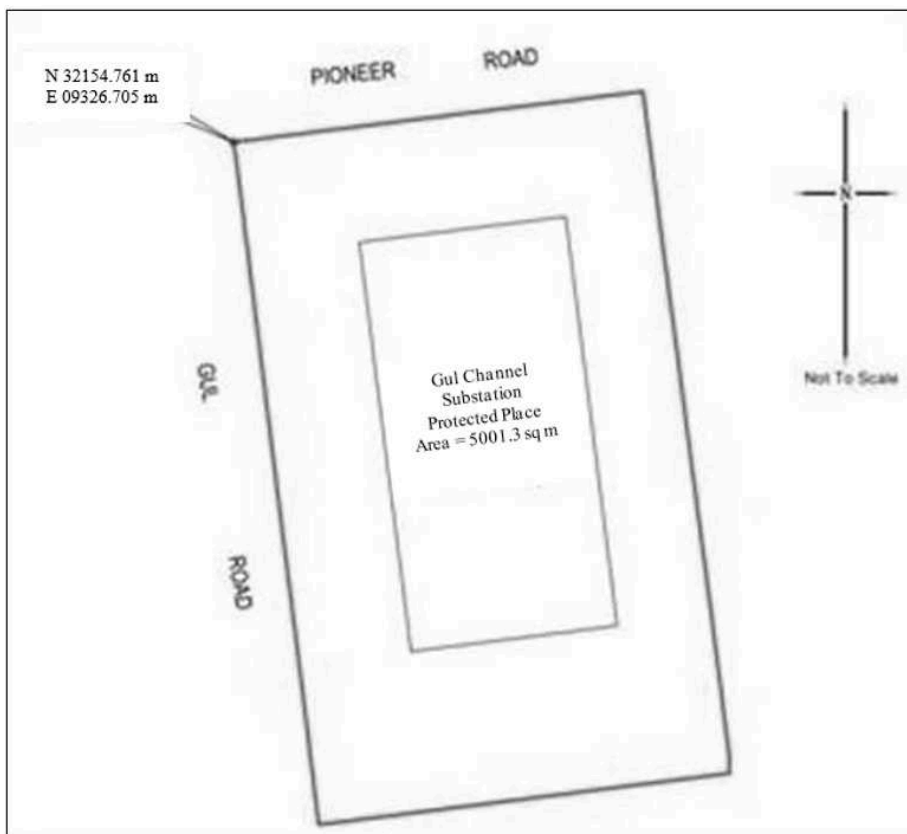 N 32154.761 m
E 09326.705 m
PIONEER ROAD
N
Not To Scale
GUL ROAD
Gul Channel
Substation
Protected Place
Area = 5001.3 sq m